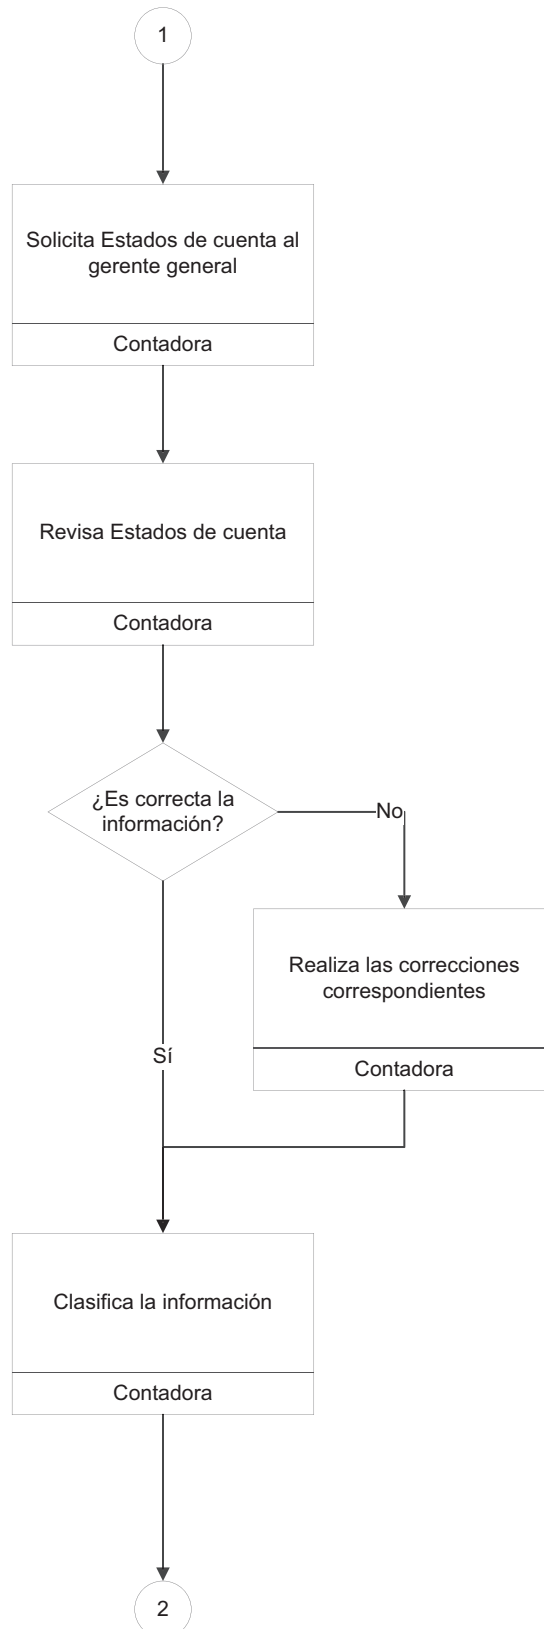 1
Solicita Estados de cuenta al
gerente general
Contadora
Revisa Estados de cuenta
Contadora
¿Es correcta la
información?
No
Realiza las correcciones
correspondientes
Contadora
Sí
Clasifica la información
Contadora
2